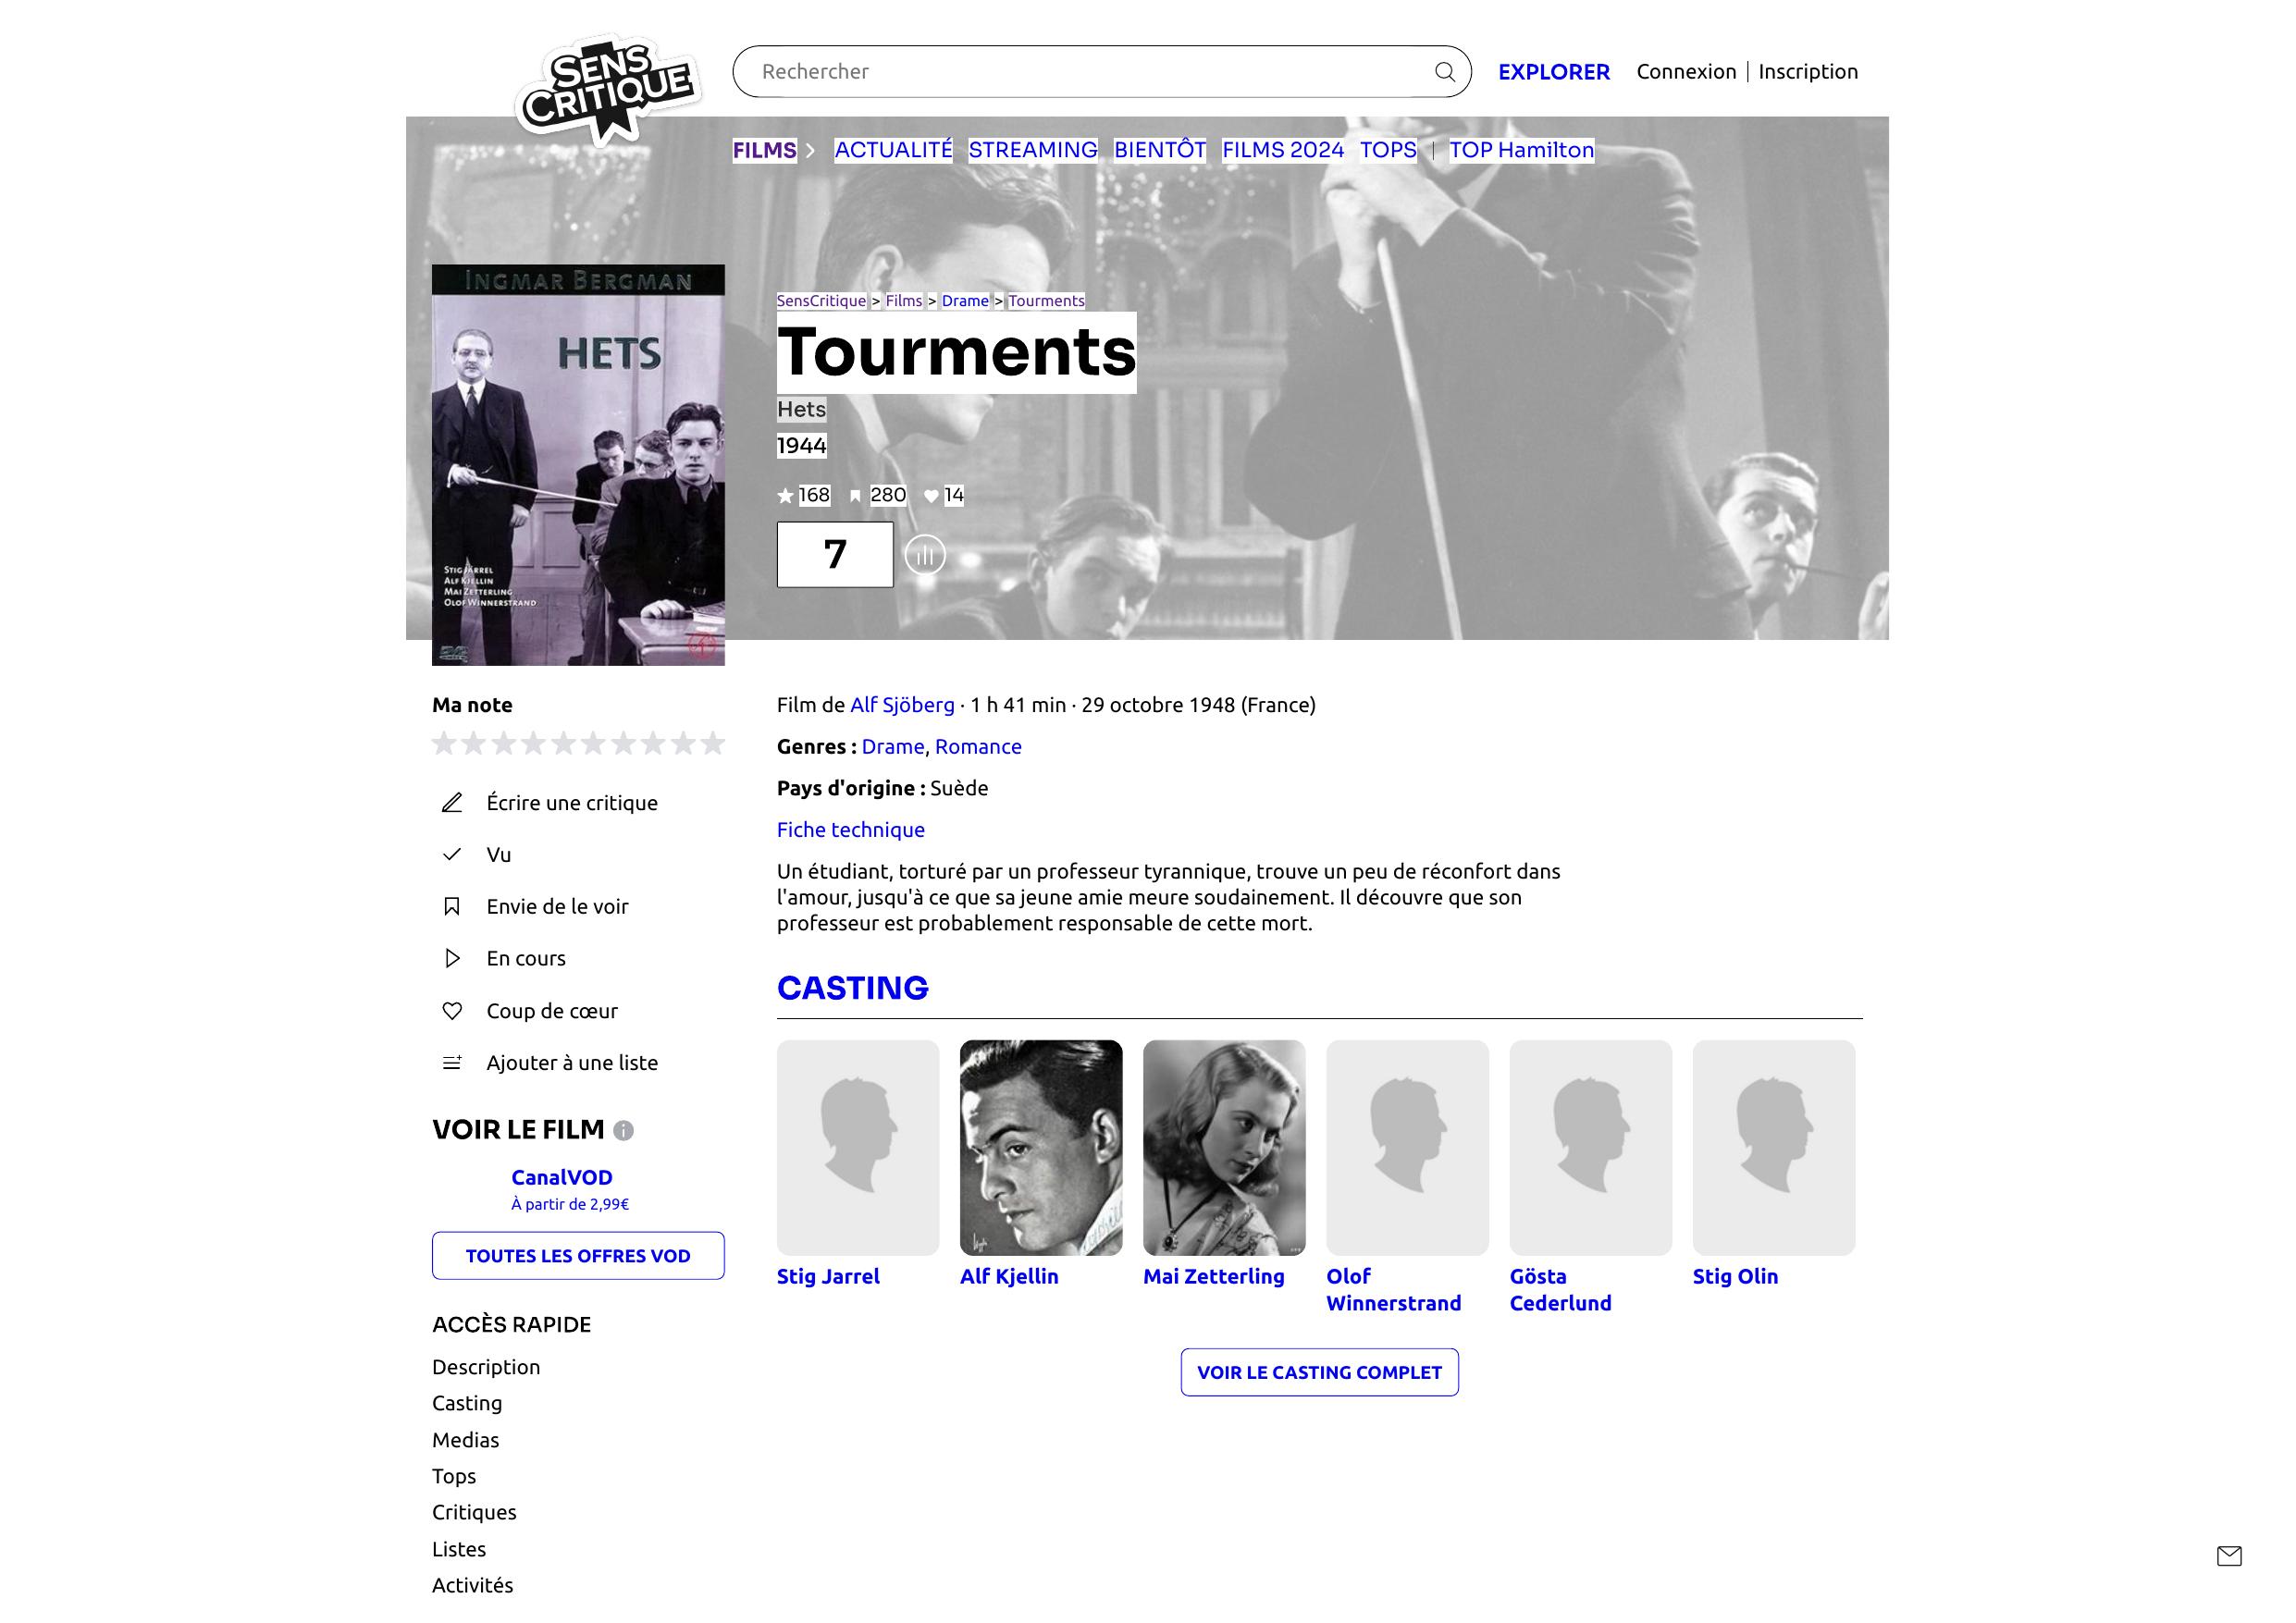 SENS
CRITIQUE
Rechercher
EXPLORER
Connexion | Inscription
FILMS
ACTUALITÉ
STREAMING
BIENTÔT
FILMS 2024
TOPS
|
TOP Hamilton
INGMAR BERGMAN
HETS
STIG JÄRREL
ALF KJELLIN
MAI ZETTERLING
OLOF WINNERSTRAND
SensCritique > Films > Drame > Tourments
Tourments
Hets
1944
168 280 14
7
Ma note
Écrire une critique
Vu
Envie de le voir
En cours
Coup de cœur
Ajouter à une liste
VOIR LE FILM
CanalVOD
À partir de 2,99€
TOUTES LES OFFRES VOD
ACCÈS RAPIDE
Description
Casting
Medias
Tops
Critiques
Listes
Activités
Film de Alf Sjöberg · 1 h 41 min · 29 octobre 1948 (France)
Genres : Drame, Romance
Pays d'origine : Suède
Fiche technique
Un étudiant, torturé par un professeur tyrannique, trouve un peu de réconfort dans
l'amour, jusqu'à ce que sa jeune amie meure soudainement. Il découvre que son
professeur est probablement responsable de cette mort.
CASTING
Stig Jarrel
Alf Kjellin
Mai Zetterling
Olof
Winnerstrand
Gösta
Cederlund
Stig Olin
VOIR LE CASTING COMPLET